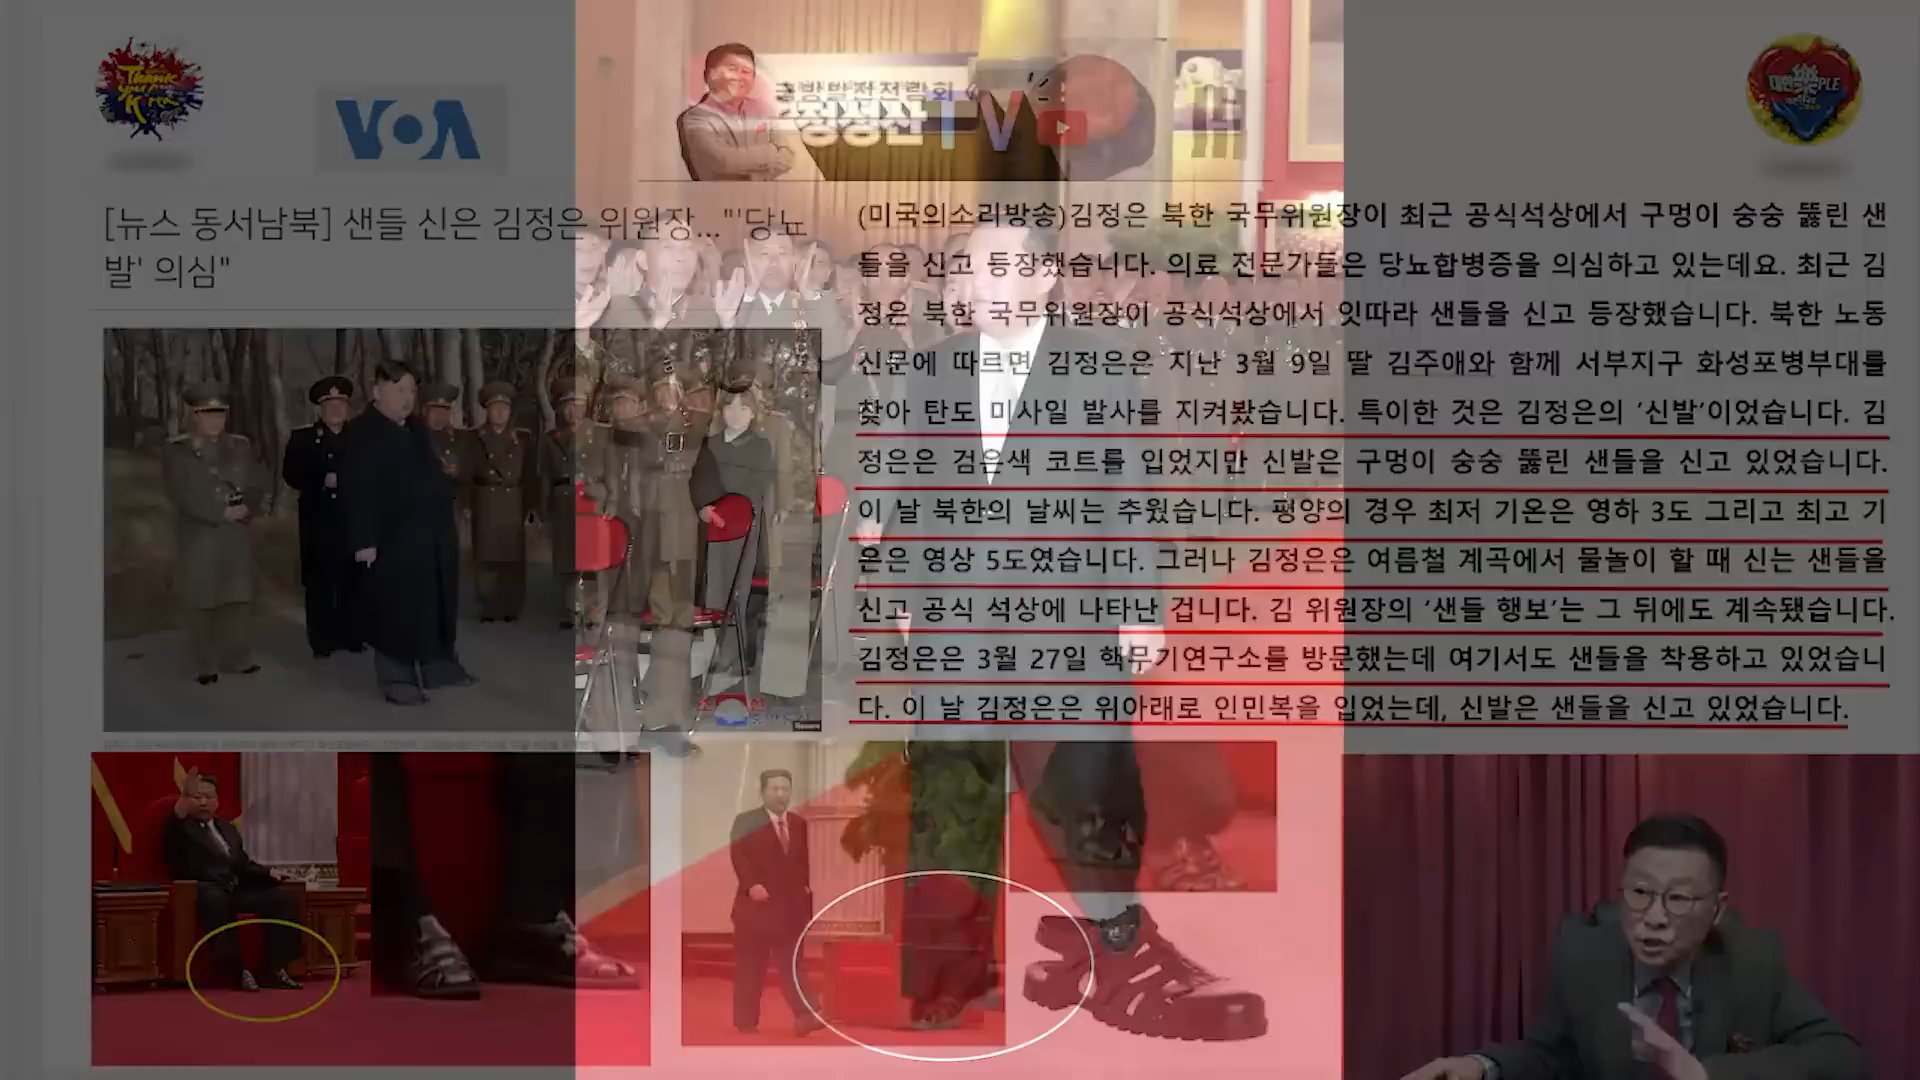 Thank you Korea
VOA
TV
[뉴스 동서남북] 샌들 신은 김정은 위원장..."'당뇨
발' 의심"
(미국의소리방송)김정은 북한 국무위원장이 최근 공식석상에서 구멍이 숭숭 뚫린 샌
들을 신고 등장했습니다. 의료 전문가들은 당뇨합병증을 의심하고 있는데요. 최근 김
정은 북한 국무위원장이 공식석상에서 잇따라 샌들을 신고 등장했습니다. 북한 노동
신문에 따르면 김정은은 지난 3월 9일 딸 김주애와 함께 서부지구 화성포병부대를
찾아 탄도 미사일 발사를 지켜봤습니다. 특이한 것은 김정은의 '신발'이었습니다. 김
정은은 검은색 코트를 입었지만 신발은 구멍이 숭숭 뚫린 샌들을 신고 있었습니다.
이 날 북한의 날씨는 추웠습니다. 평양의 경우 최저 기온은 영하 3도 그리고 최고 기
온은 영상 5도였습니다. 그러나 김정은은 여름철 계곡에서 물놀이 할 때 신는 샌들을
신고 공식 석상에 나타난 겁니다. 김 위원장의 '샌들 행보'는 그 뒤에도 계속됐습니다.
김정은은 3월 27일 핵무기연구소를 방문했는데 여기서도 샌들을 착용하고 있었습니
다. 이 날 김정은은 위아래로 인민복을 입었는데, 신발은 샌들을 신고 있었습니다.